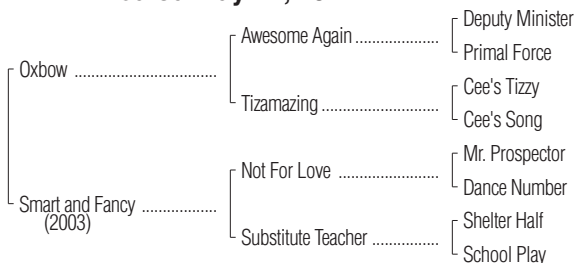 Deputy Minister
Awesome Again ....................
Primal Force
Oxbow ..................................
Cee's Tizzy
Tizamazing ............................
Cee's Song
Mr. Prospector
Not For Love ........................
Dance Number
Smart and Fancy ..................
(2003)
Shelter Half
Substitute Teacher ................
School Play